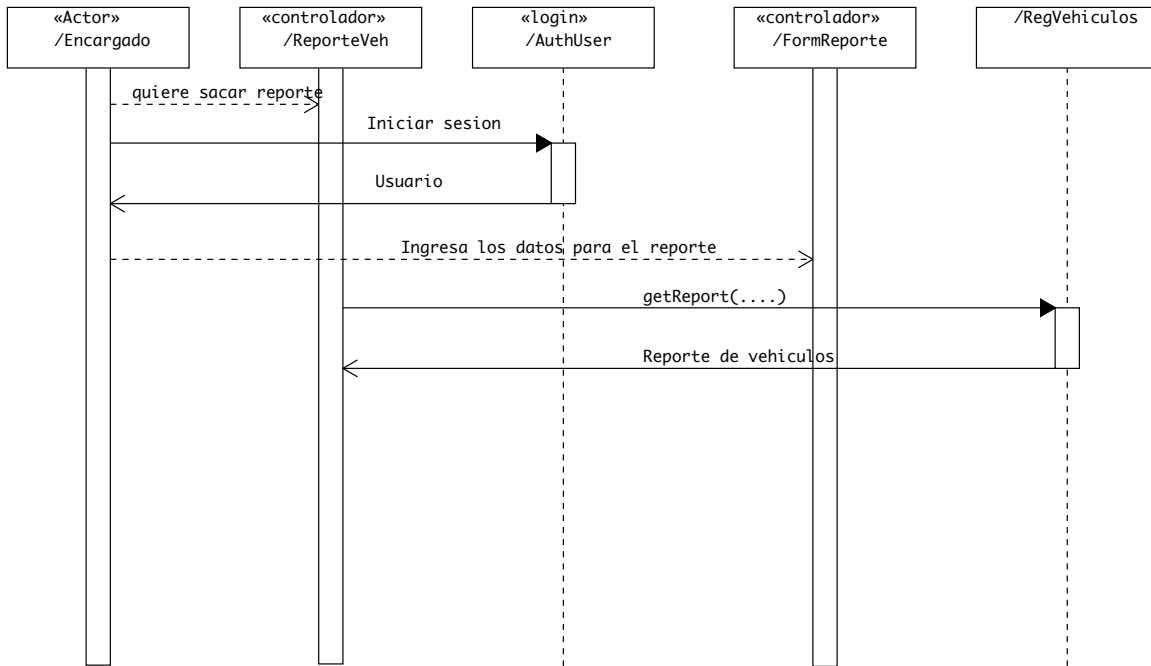 «Actor»
/Encargado
«controlador»
/ReporteVeh
«login»
/AuthUser
«controlador»
/FormReporte
/RegVehiculos
quiere sacar reporte
Iniciar sesion
Usuario
Ingresa los datos para el reporte
getReport(....)
Reporte de vehiculos